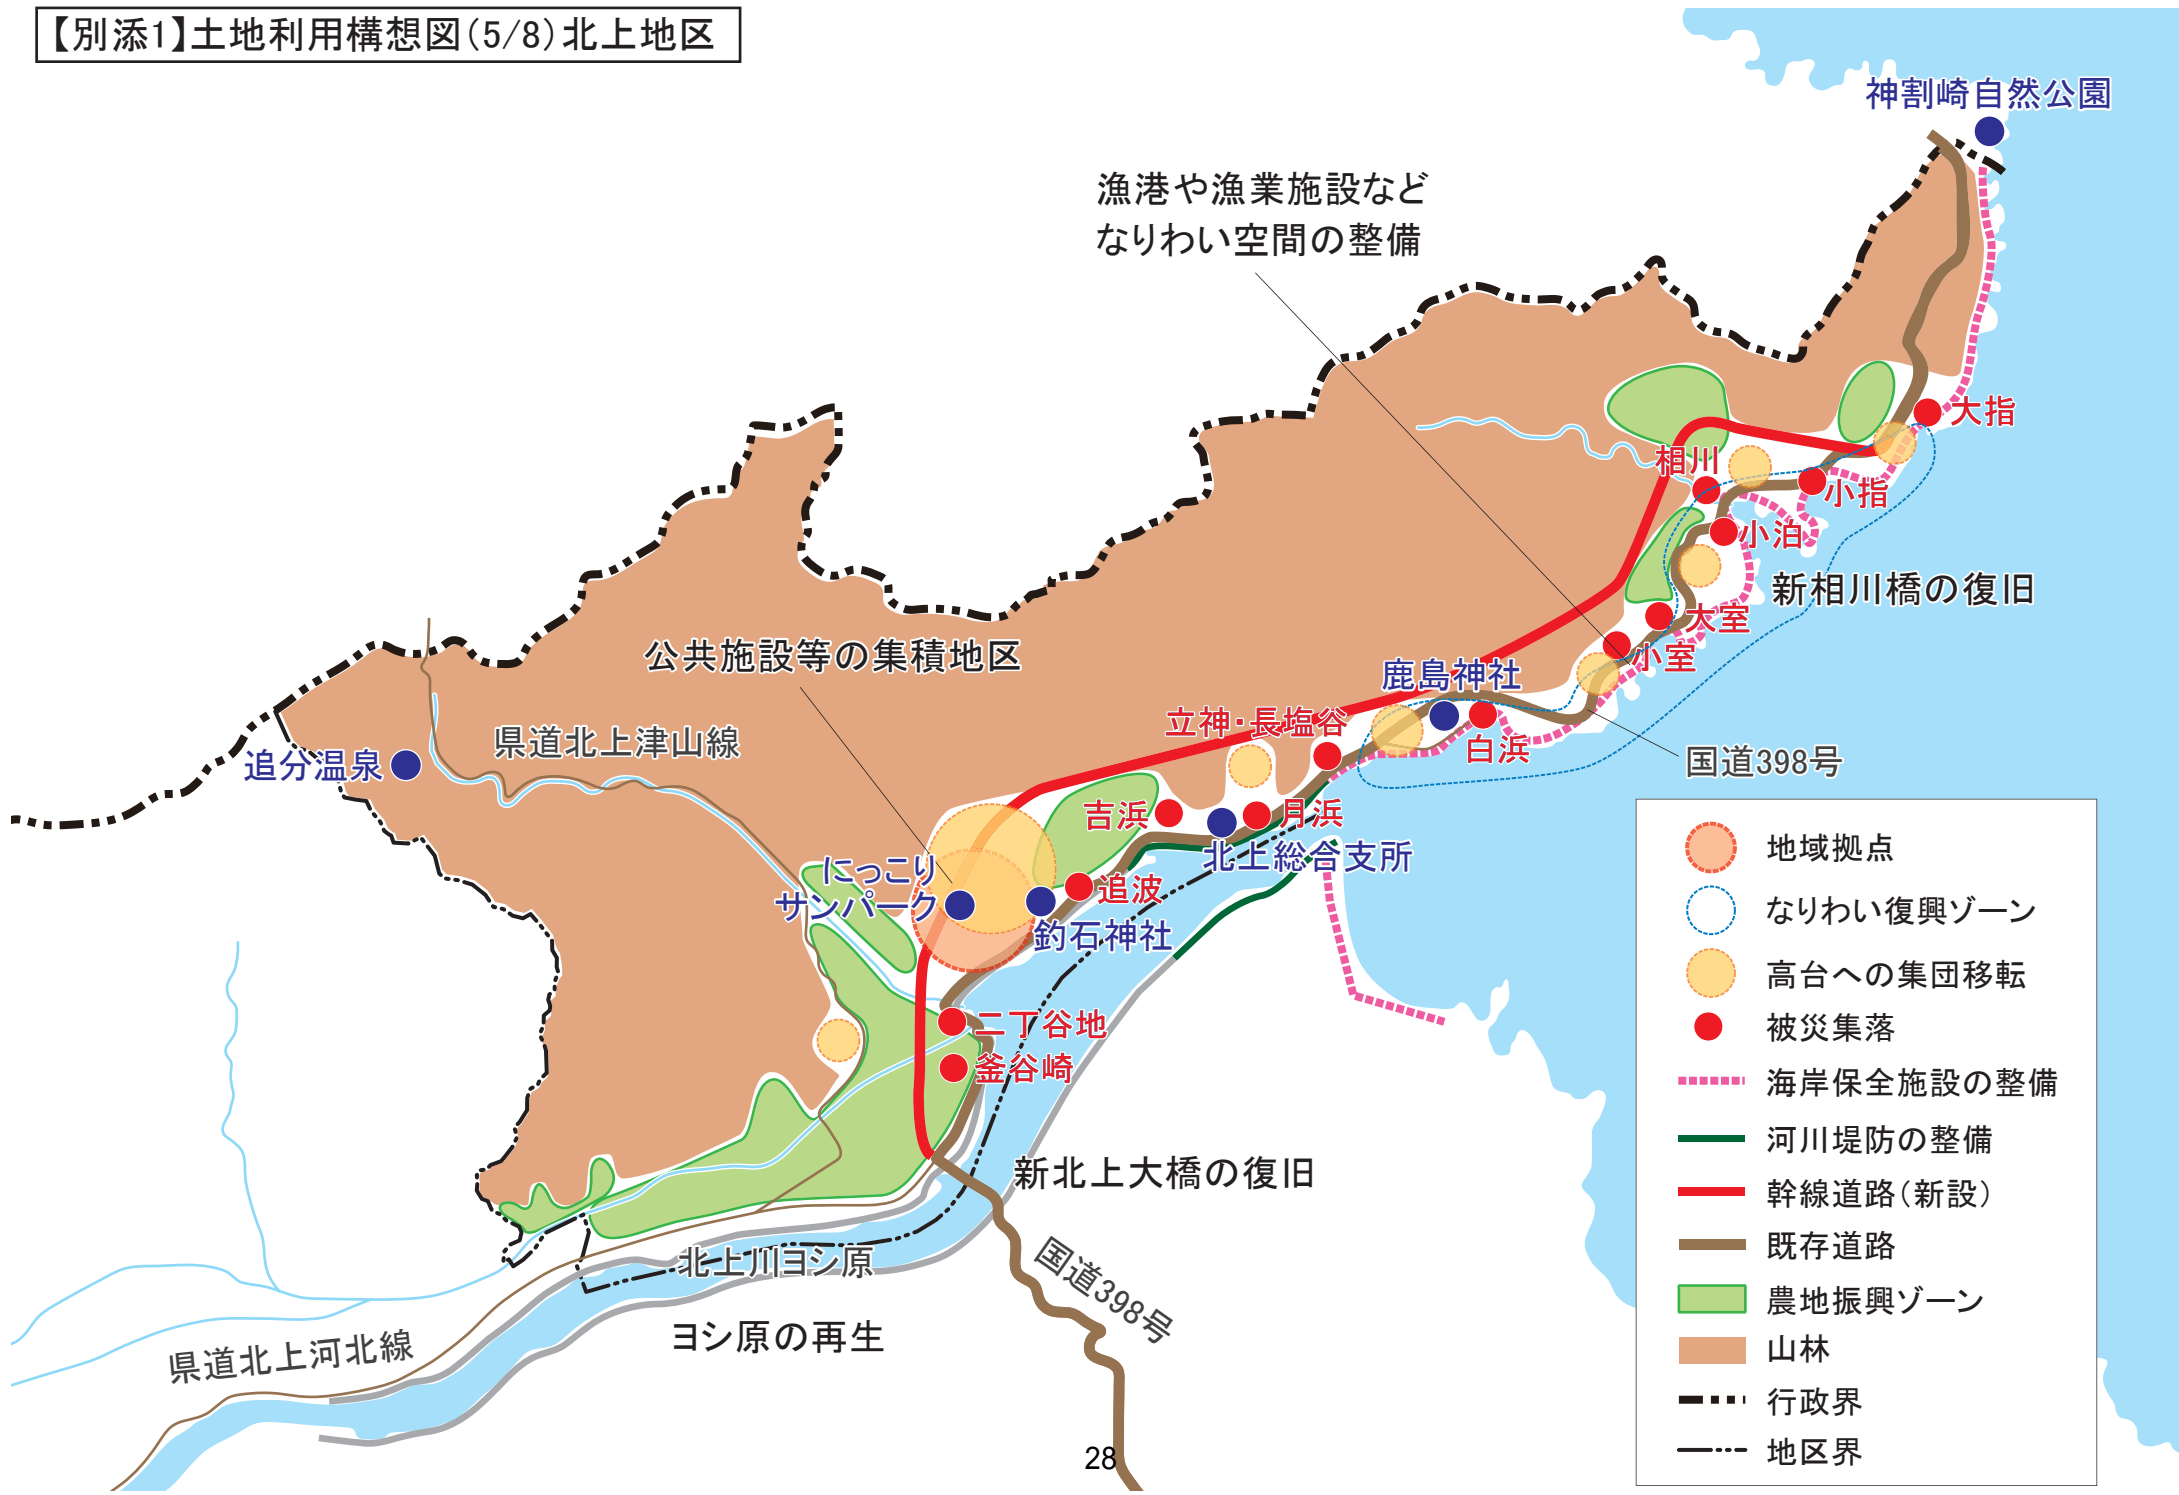 【別添1】土地利用構想図(5/8)北上地区
神割崎自然公園
漁港や漁業施設など
なりわい空間の整備
大指
相川
小指
小泊
新相川橋の復旧
大室
小室
公共施設等の集積地区
鹿島神社
立神・長塩谷
白浜
県道北上津山線
国道398号
追分温泉
吉浜
月浜
北上総合支所
にっこり
サンパーク
追波
釣石神社
二丁谷地
釜谷崎
新北上大橋の復旧
北上川ヨシ原
国道398号
ヨシ原の再生
県道北上河北線
地域拠点
なりわい復興ゾーン
高台への集団移転
被災集落
海岸保全施設の整備
河川堤防の整備
幹線道路(新設)
既存道路
農地振興ゾーン
山林
行政界
地区界
28